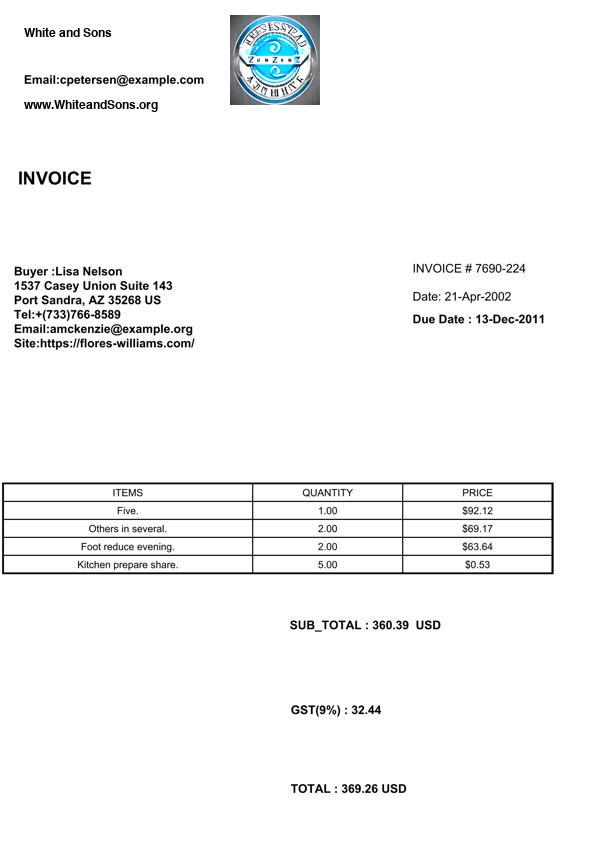 White and Sons
Email:cpetersen@example.com
www.WhiteandSons.org
ZunZenz
INVOICE
Buyer :Lisa Nelson
1537 Casey Union Suite 143
Port Sandra, AZ 35268 US
Tel:+(733)766-8589
Email:amckenzie@example.org
Site:https://flores-williams.com/
INVOICE # 7690-224
Date: 21-Apr-2002
Due Date : 13-Dec-2011
ITEMS QUANTITY PRICE
Five. 1.00 $92.12
Others in several. 2.00 $69.17
Foot reduce evening. 2.00 $63.64
Kitchen prepare share. 5.00 $0.53
SUB_TOTAL : 360.39 USD
GST(9%) : 32.44
TOTAL : 369.26 USD